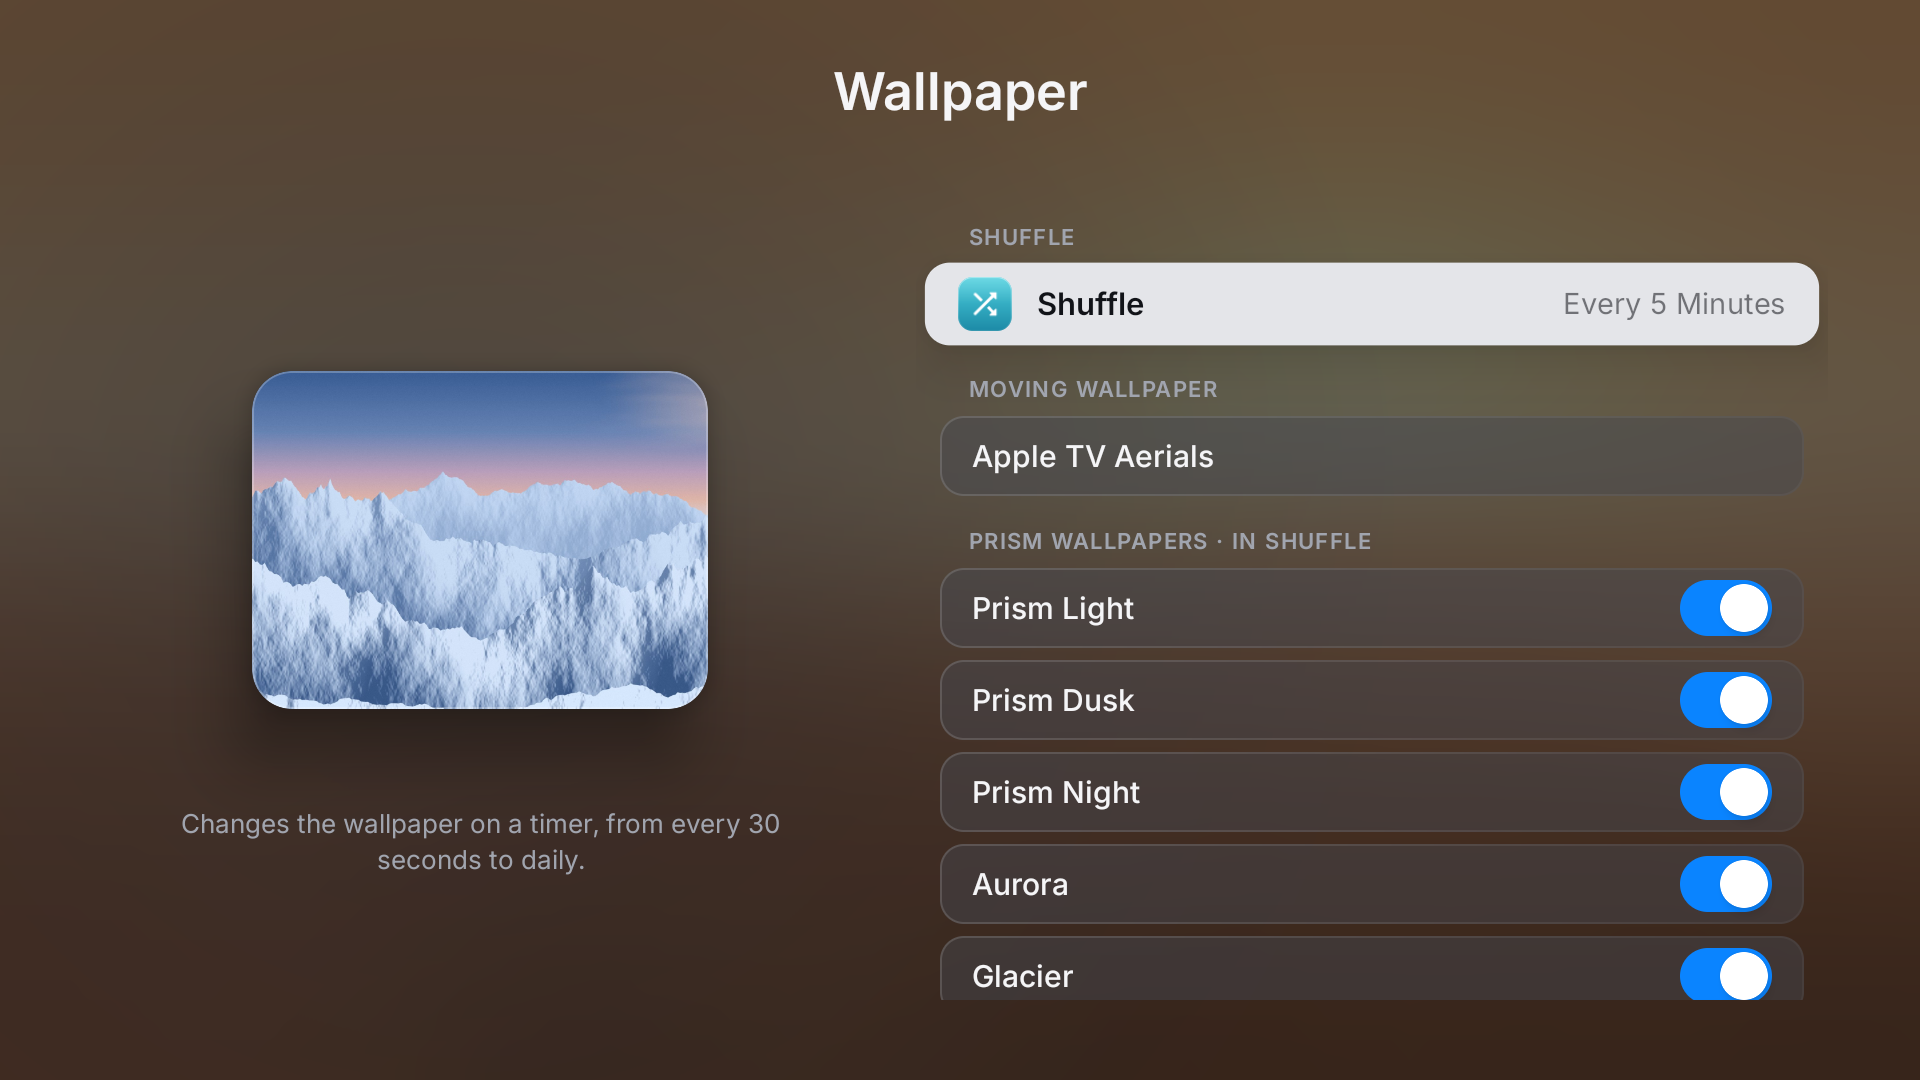 Wallpaper
SHUFFLE
Shuffle
Every 5 Minutes
MOVING WALLPAPER
Apple TV Aerials
PRISM WALLPAPERS · IN SHUFFLE
Prism Light
Prism Dusk
Prism Night
Aurora
Glacier
Changes the wallpaper on a timer, from every 30
seconds to daily.